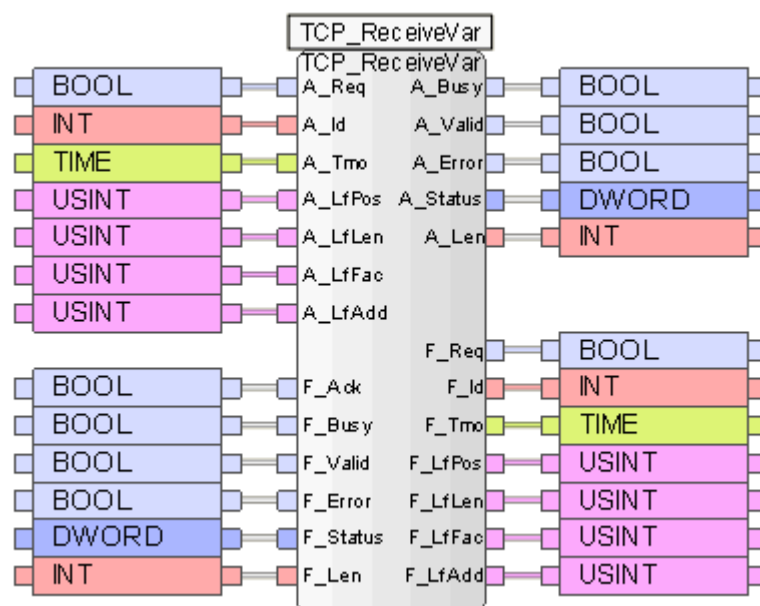 TCP_ReceiveVar
TCP_ReceiveVar
BOOL A_Req A_Busy BOOL
INT A_Id A_Valid BOOL
TIME A_Tmo A_Error BOOL
USINT A_LfPos A_Status DWORD
USINT A_LfLen A_Len INT
USINT A_LfFac
USINT A_LfAdd
F_Req BOOL
BOOL F_Ack F_Id INT
BOOL F_Busy F_Tmo TIME
BOOL F_Valid F_LfPos USINT
BOOL F_Error F_LfLen USINT
DWORD F_Status F_LfFac USINT
INT F_Len F_LfAdd USINT